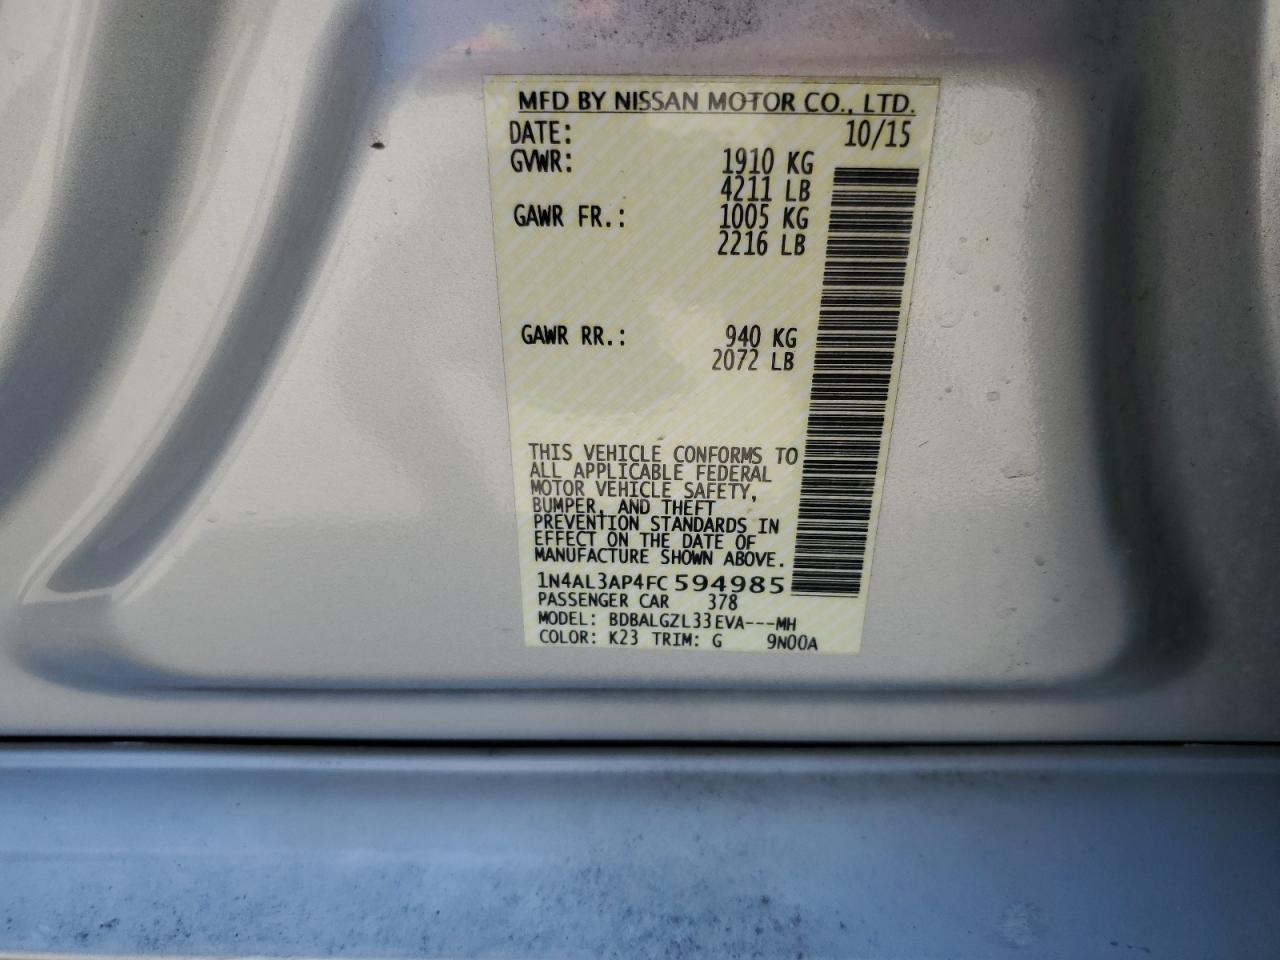 MFD BY NISSAN MOTOR CO., LTD.
DATE: 10/15
GVWR: 1910 KG
4211 LB
GAWR FR.: 1005 KG
2216 LB
GAWR RR.: 940 KG
2072 LB
THIS VEHICLE CONFORMS TO
ALL APPLICABLE FEDERAL
MOTOR VEHICLE SAFETY,
BUMPER, AND THEFT
PREVENTION STANDARDS IN
EFFECT ON THE DATE OF
MANUFACTURE SHOWN ABOVE.
1N4AL3AP4FC594985
PASSENGER CAR 378
MODEL: BDBALGZL33EVA---MH
COLOR: K23 TRIM: G 9N00A